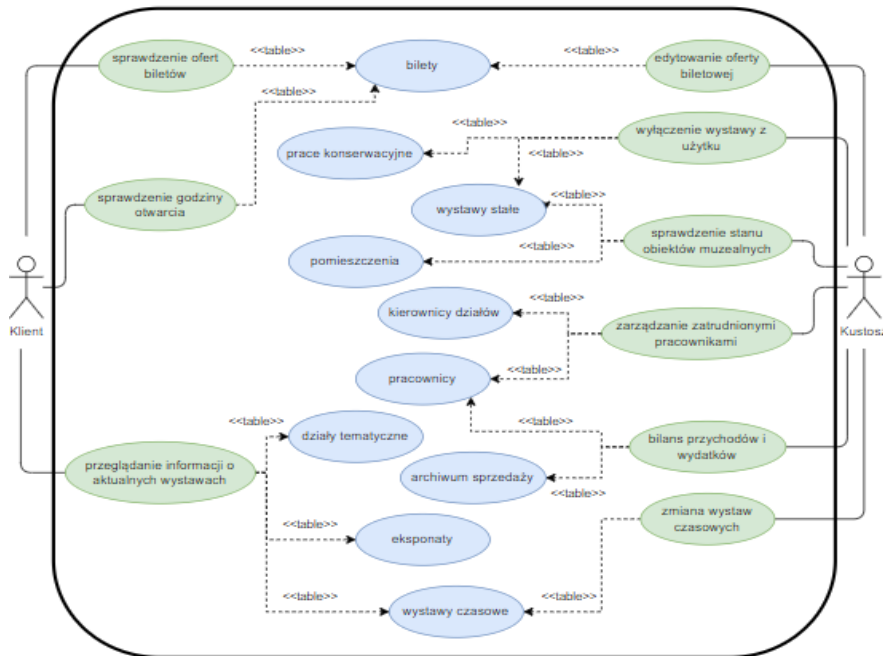 sprawdzenie ofert
biletów
<<table>>
bilety
<<table>>
edytowanie oferty
biletowej
<<table>>
<<table>>
wyłączenie wystawy z
użytku
prace konserwacyjne
<<table>>
sprawdzenie godziny
otwarcia
wystawy stałe
<<table>>
sprawdzenie stanu
obiektów muzealnych
<<table>>
pomieszczenia
<<table>>
kierownicy działów
zarządzanie zatrudnionymi
pracownikami
Klient
Kustosz
<<table>>
pracownicy
<<table>>
<<table>>
działy tematyczne
bilans przychodów i
wydatków
przeglądanie informacji o
aktualnych wystawach
archiwum sprzedaży
<<table>>
zmiana wystaw
czasowych
<<table>>
eksponaty
<<table>>
<<table>>
wystawy czasowe